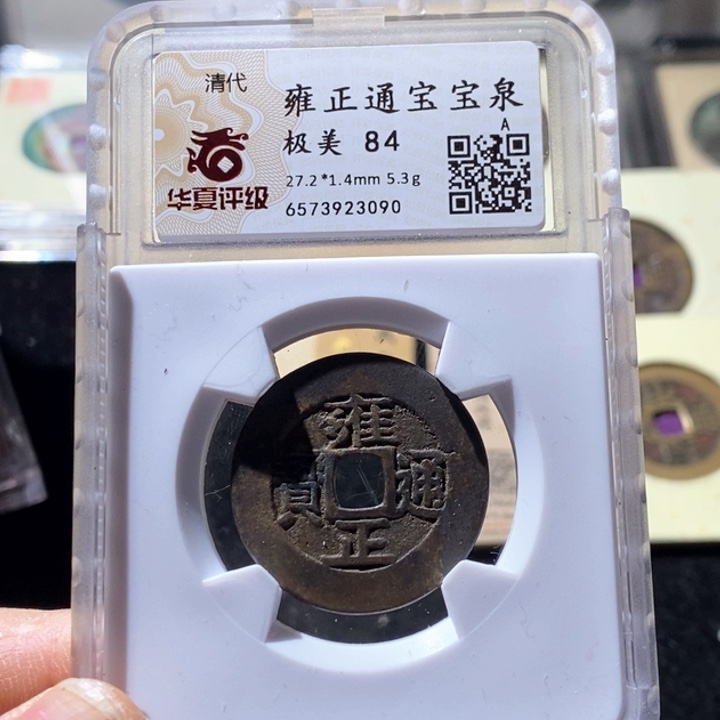 清代
雍正通宝宝泉
极美 84
A
27.2*1.4mm 5.3g
6573923090
华夏评级
雍
正
通
寶